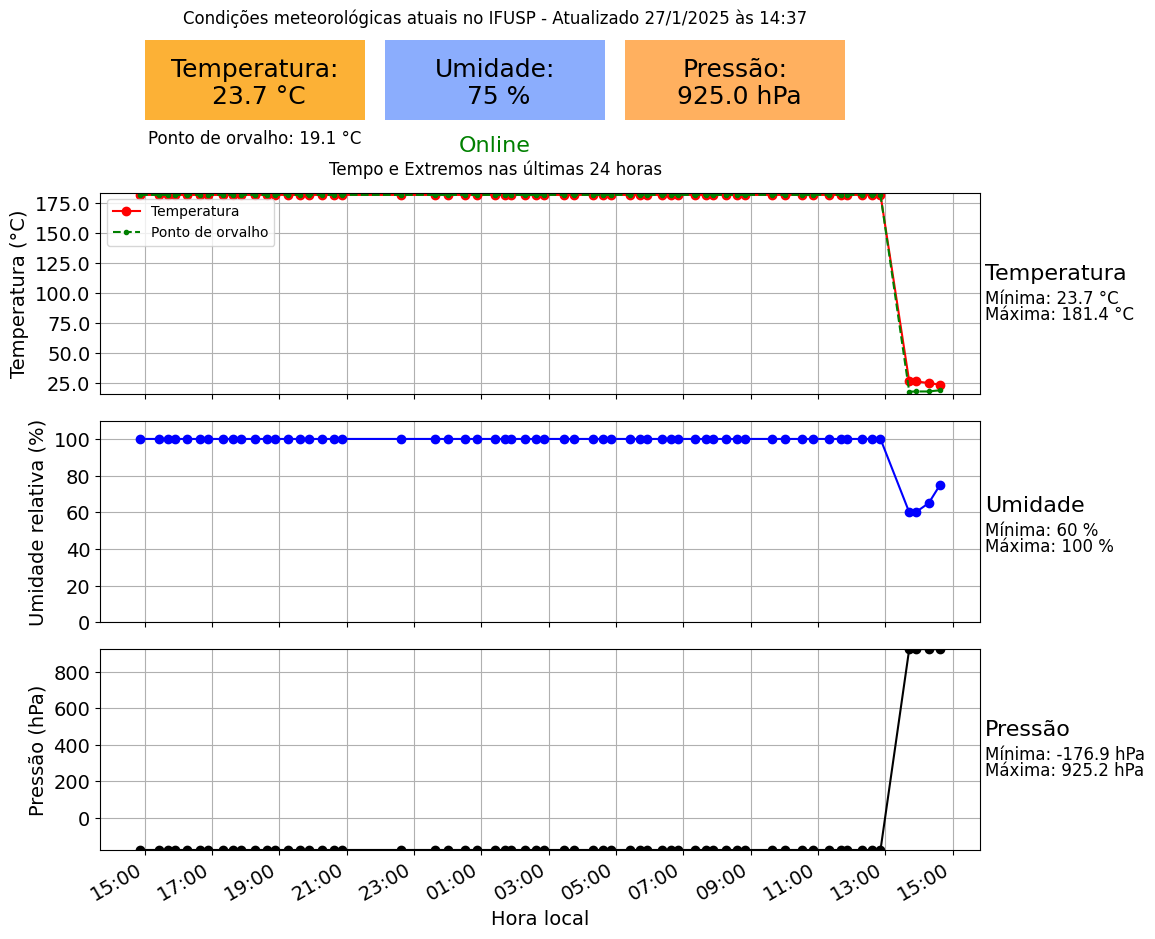 Condições meteorológicas atuais no IFUSP - Atualizado 27/1/2025 às 14:37
Temperatura:
23.7 °C
Umidade:
75 %
Pressão:
925.0 hPa
Ponto de orvalho: 19.1 °C
Online
Tempo e Extremos nas últimas 24 horas
Temperatura (°C)
175.0
150.0
125.0
100.0
75.0
50.0
25.0
Temperatura
Ponto de orvalho
Temperatura
Mínima: 23.7 °C
Máxima: 181.4 °C
Umidade relativa (%)
100
80
60
40
20
0
Umidade
Mínima: 60 %
Máxima: 100 %
Pressão (hPa)
800
600
400
200
0
Pressão
Mínima: -176.9 hPa
Máxima: 925.2 hPa
15:00 17:00 19:00 21:00 23:00 01:00 03:00 05:00 07:00 09:00 11:00 13:00 15:00
Hora local